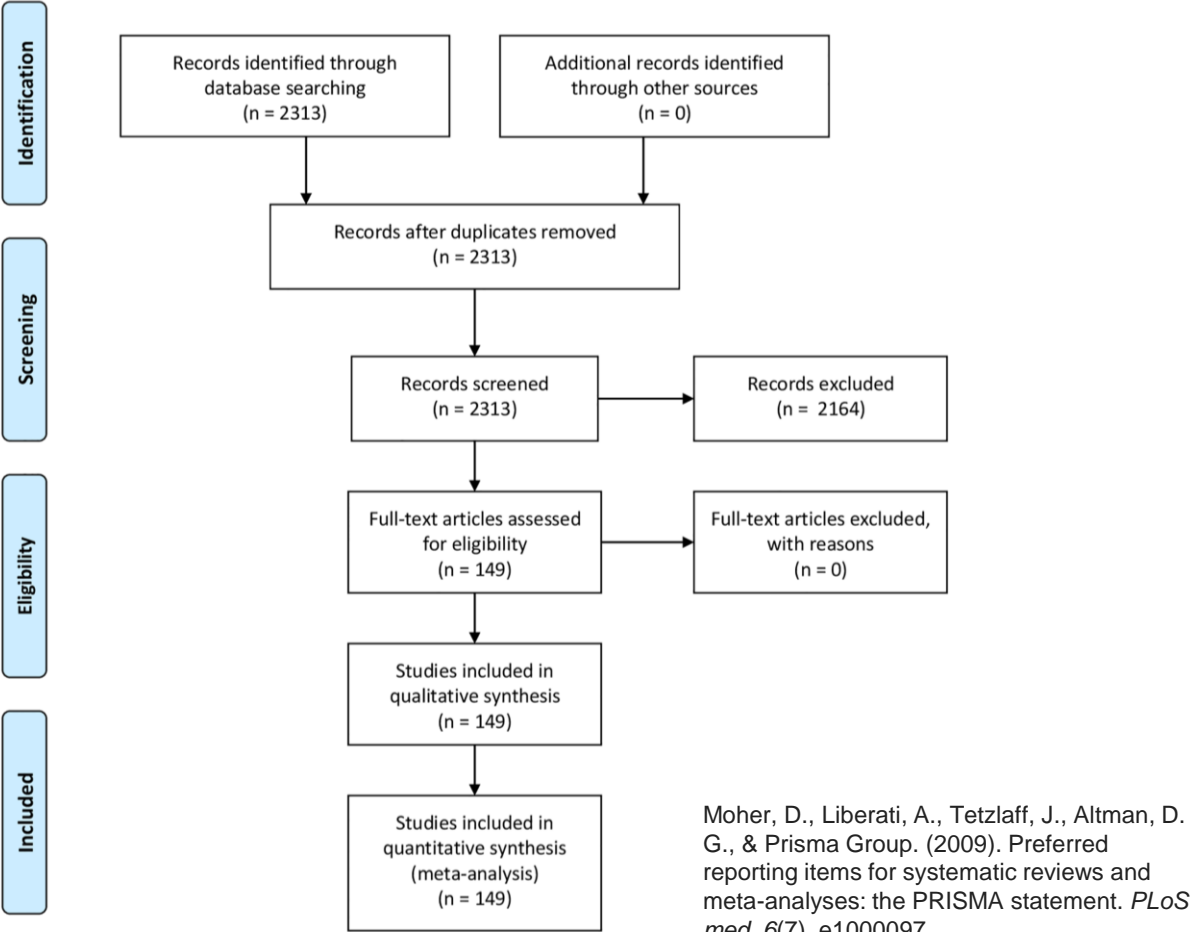 Identification
Records identified through
database searching
(n = 2313)
Additional records identified
through other sources
(n = 0)
Records after duplicates removed
(n = 2313)
Screening
Records screened
(n = 2313)
Records excluded
(n = 2164)
Eligibility
Full-text articles assessed
for eligibility
(n = 149)
Full-text articles excluded,
with reasons
(n = 0)
Studies included in
qualitative synthesis
(n = 149)
Included
Studies included in
quantitative synthesis
(meta-analysis)
(n = 149)
Moher, D., Liberati, A., Tetzlaff, J., Altman, D.
G., & Prisma Group. (2009). Preferred
reporting items for systematic reviews and
meta-analyses: the PRISMA statement. PLoS
med, 6(7), e1000097.